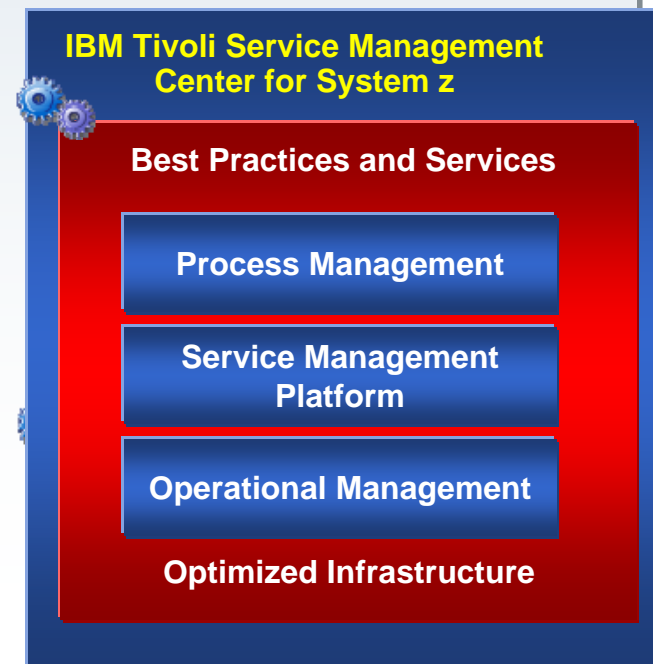 IBM Tivoli Service Management
Center for System z
Best Practices and Services
Process Management
Service Management
Platform
Operational Management
Optimized Infrastructure